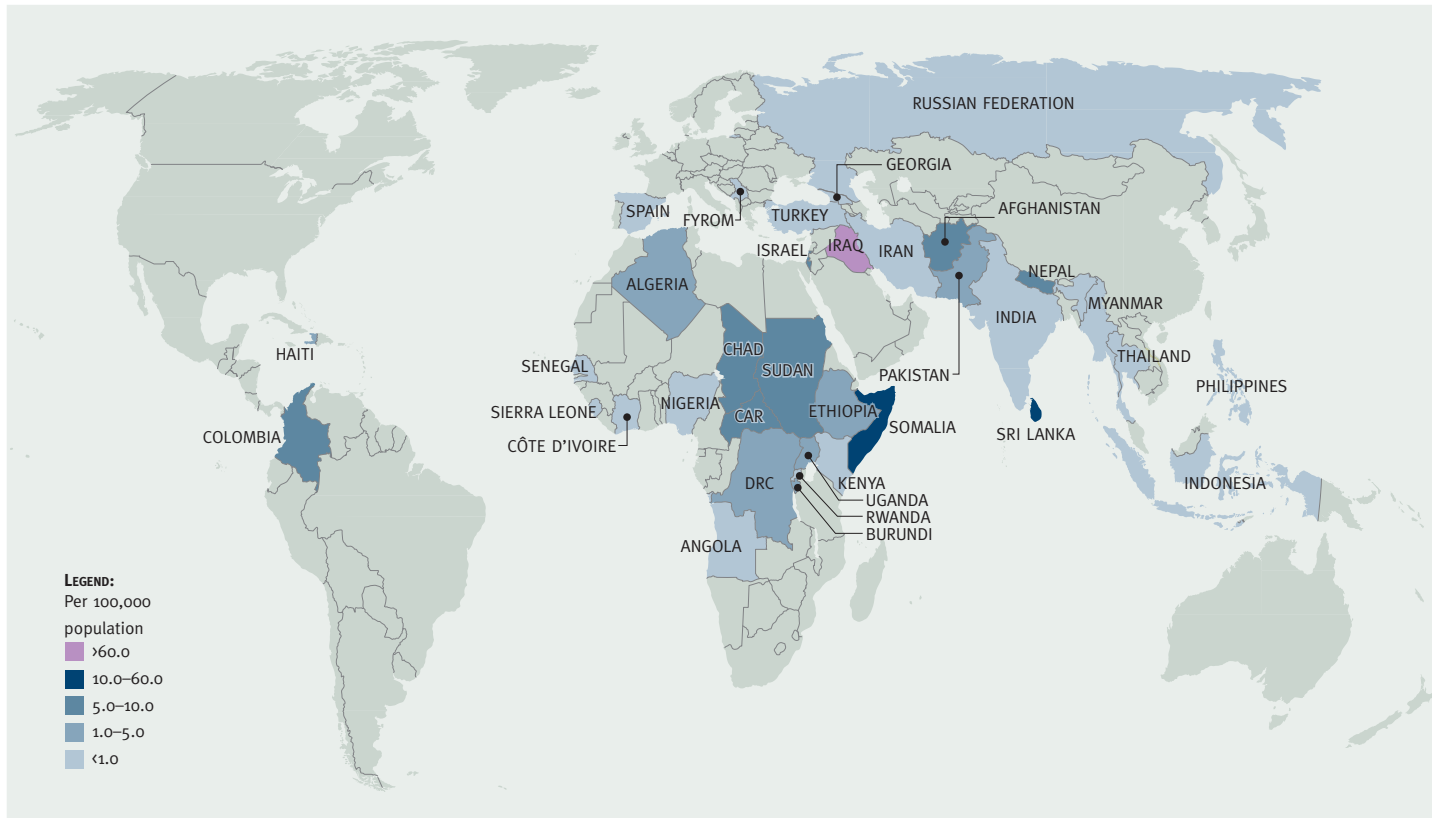 RUSSIAN FEDERATION
GEORGIA
AFGHANISTAN
SPAIN
FYROM
TURKEY
ISRAEL
IRAQ
IRAN
NEPAL
ALGERIA
MYANMAR
INDIA
HAITI
CHAD
SENEGAL
SUDAN
THAILAND
PAKISTAN
PHILIPPINES
NIGERIA
SIERRA LEONE
CAR
ETHIOPIA
SOMALIA
COLOMBIA
CÔTE D'IVOIRE
SRI LANKA
DRC
KENYA
INDONESIA
UGANDA
RWANDA
BURUNDI
ANGOLA
LEGEND:
Per 100,000
population
>60.0
10.0–60.0
5.0–10.0
1.0–5.0
<1.0